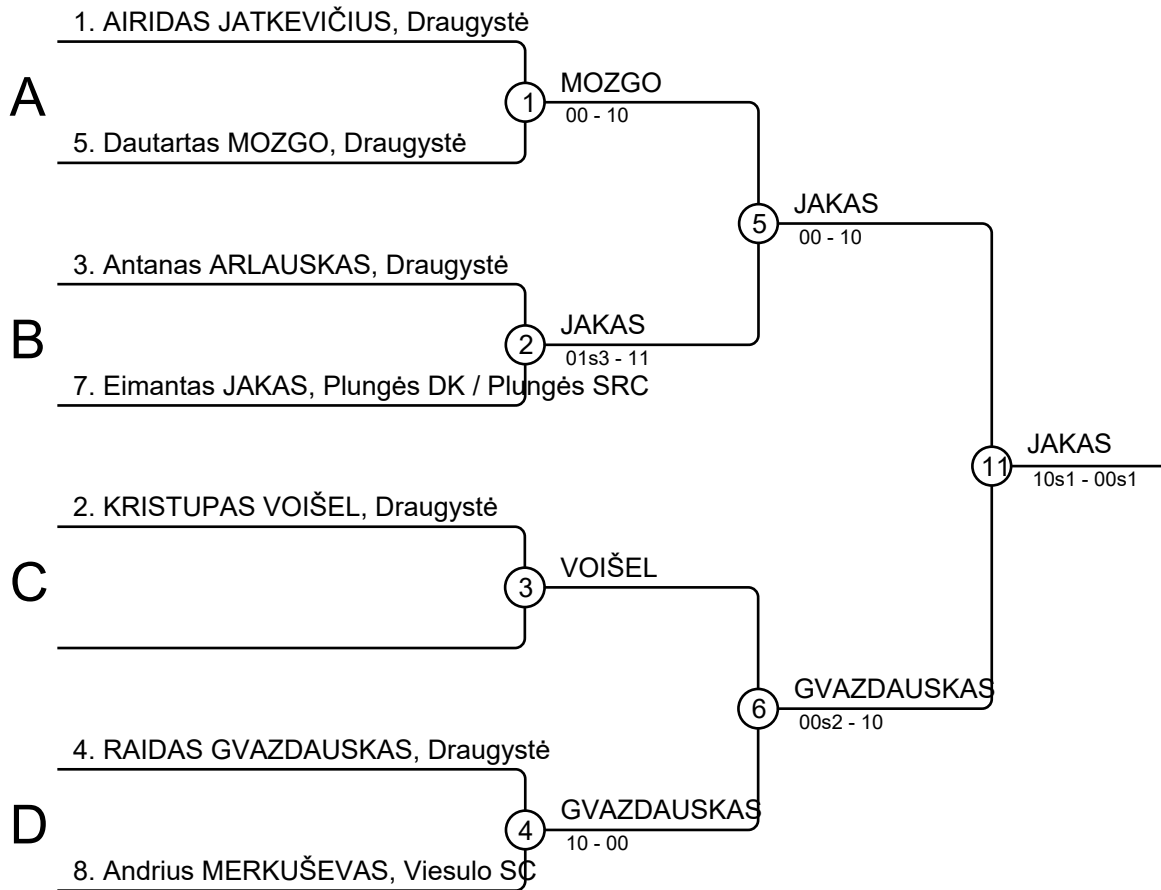 1. AIRIDAS JATKEVIČIUS, Draugystė
A
1
MOZGO
00 - 10
5. Dautartas MOZGO, Draugystė
5
JAKAS
00 - 10
3. Antanas ARLAUSKAS, Draugystė
B
2
JAKAS
01s3 - 11
7. Eimantas JAKAS, Plungės DK / Plungės SRC
11
JAKAS
10s1 - 00s1
2. KRISTUPAS VOIŠEL, Draugystė
C
3
VOIŠEL
6
GVAZDAUSKAS
00s2 - 10
4. RAIDAS GVAZDAUSKAS, Draugystė
D
4
GVAZDAUSKAS
10 - 00
8. Andrius MERKUŠEVAS, Viesulo SC